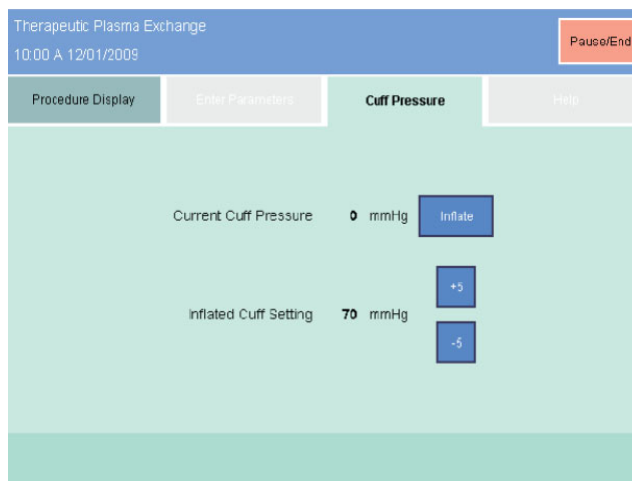 Therapeutic Plasma Exchange
10:00 A 12/01/2009
Pause/End
Procedure Display
Enter Parameters
Cuff Pressure
Help
Current Cuff Pressure 0 mmHg Inflate
+5
Inflated Cuff Setting 70 mmHg
-5